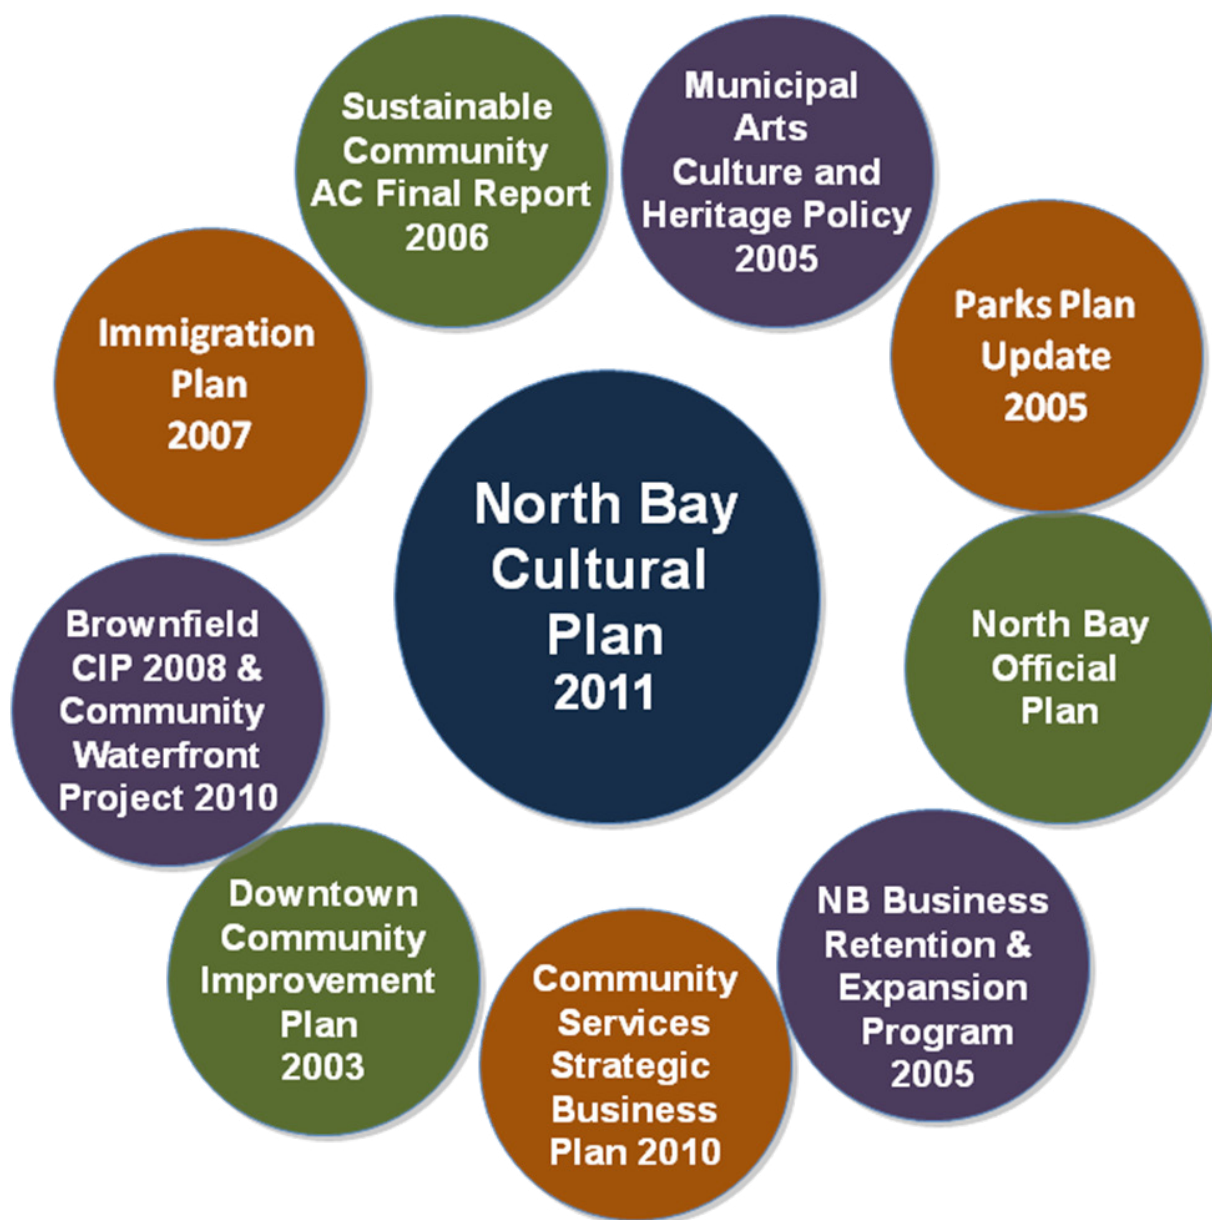 Sustainable
Community
AC Final Report
2006
Municipal
Arts
Culture and
Heritage Policy
2005
Immigration
Plan
2007
Parks Plan
Update
2005
North Bay
Cultural
Plan
2011
Brownfield
CIP 2008 &
Community
Waterfront
Project 2010
North Bay
Official
Plan
Downtown
Community
Improvement
Plan
2003
Community
Services
Strategic
Business
Plan 2010
NB Business
Retention &
Expansion
Program
2005